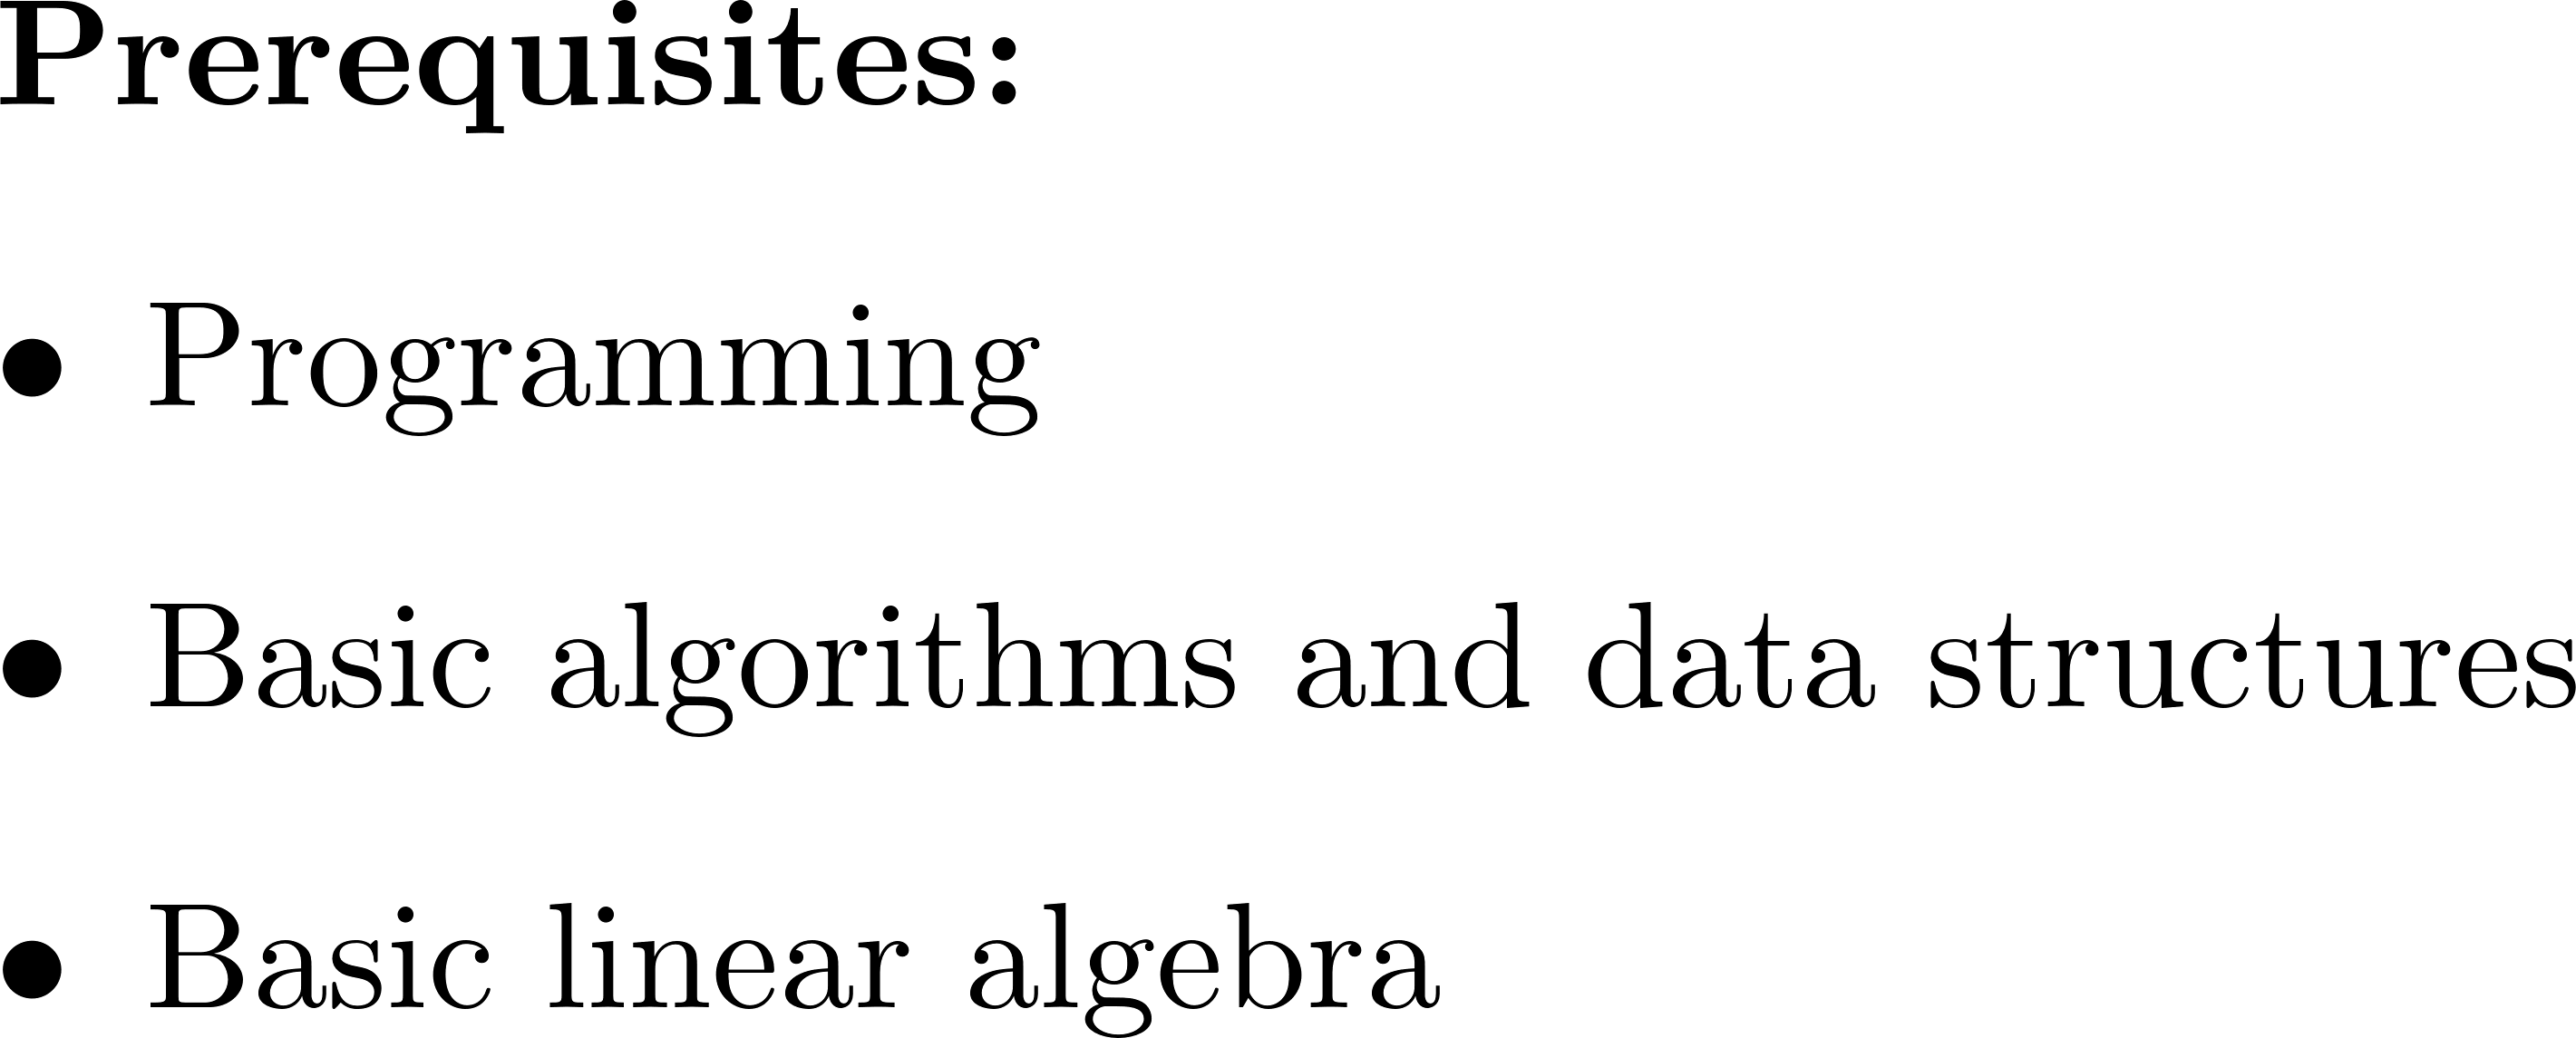 Prerequisites:
• Programming
• Basic algorithms and data structures
• Basic linear algebra